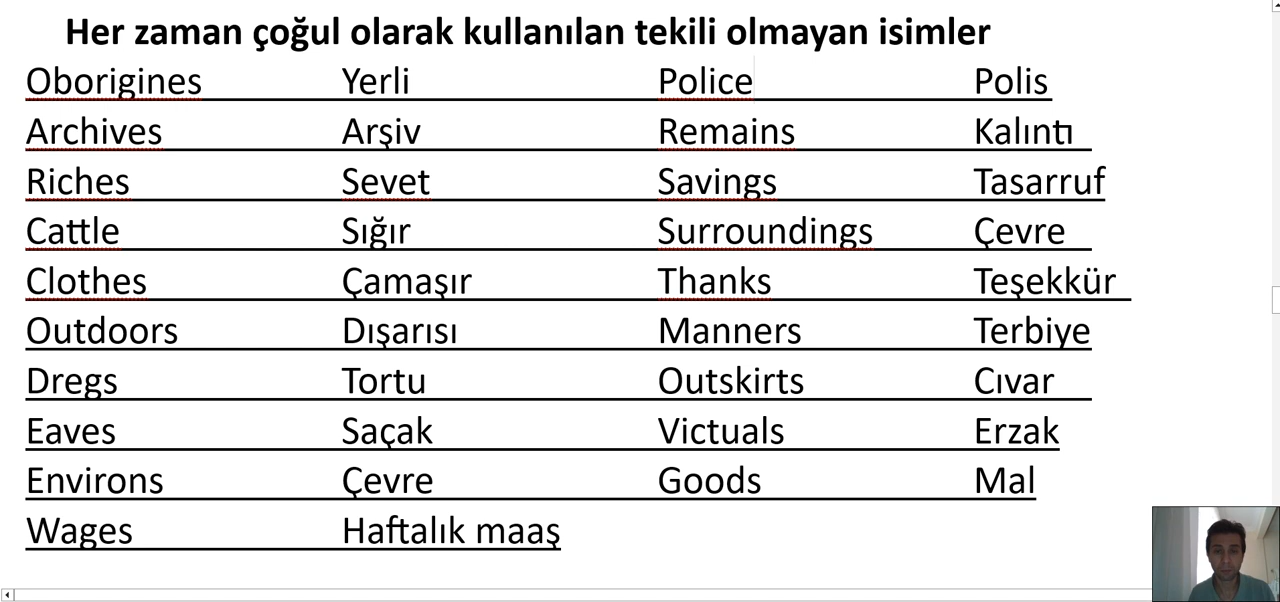 Her zaman çoğul olarak kullanılan tekili olmayan isimler
Oborigines Yerli Police Polis
Archives Arşiv Remains Kalıntı
Riches Sevet Savings Tasarruf
Cattle Sığır Surroundings Çevre
Clothes Çamaşır Thanks Teşekkür
Outdoors Dışarısı Manners Terbiye
Dregs Tortu Outskirts Cıvar
Eaves Saçak Victuals Erzak
Environs Çevre Goods Mal
Wages Haftalık maaş